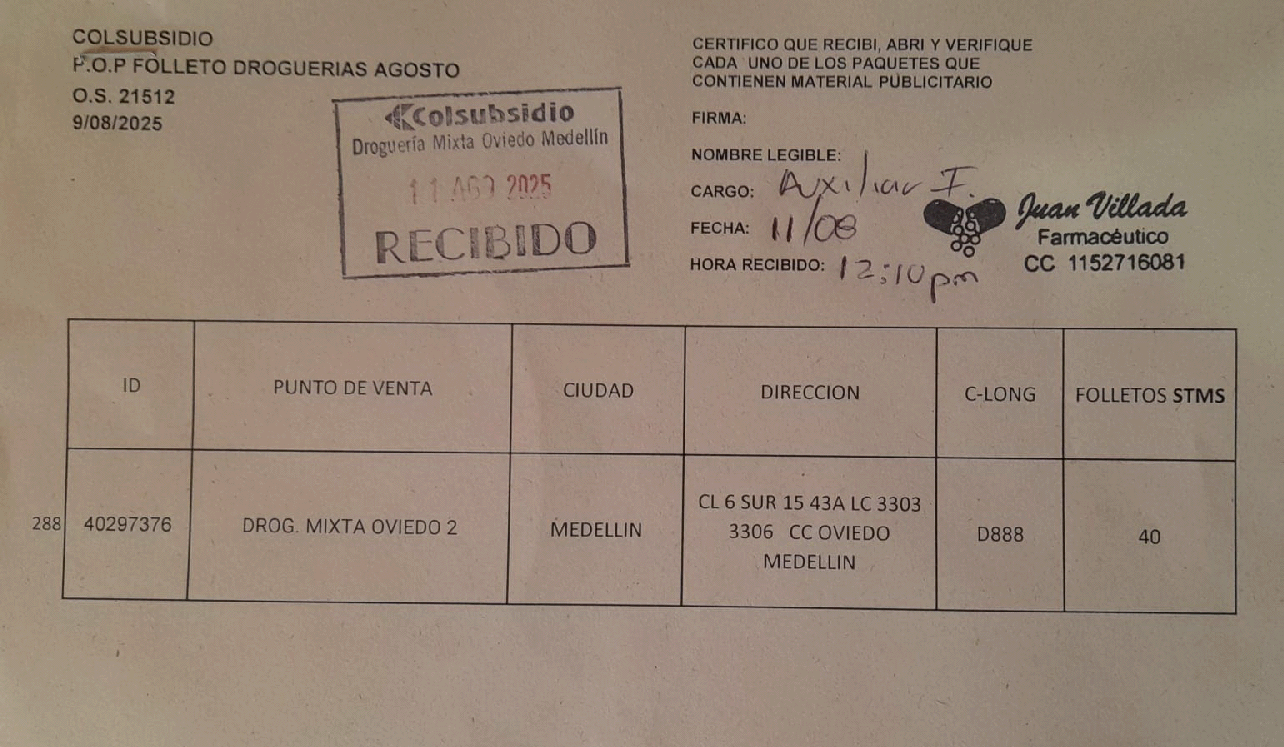 COLSUBSIDIO
P.O.P FOLLETO DROGUERIAS AGOSTO
O.S. 21512
9/08/2025
Colsubsidio
Droguería Mixta Oviedo Medellín
11 AGO 2025
RECIBIDO
CERTIFICO QUE RECIBI, ABRI Y VERIFIQUE
CADA UNO DE LOS PAQUETES QUE
CONTIENEN MATERIAL PUBLICITARIO
FIRMA:
NOMBRE LEGIBLE:
CARGO: Auxiliar I.
FECHA: 11/08
HORA RECIBIDO: 12:10 pm
Juan Villada
Farmacéutico
CC 1152716081
ID PUNTO DE VENTA CIUDAD DIRECCION C-LONG FOLLETOS STMS
288 40297376 DROG. MIXTA OVIEDO 2 MEDELLIN CL 6 SUR 15 43A LC 3303
3306 CC OVIEDO
MEDELLIN
D888 40